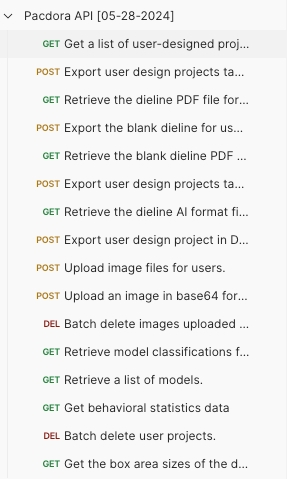 Pacdora API [05-28-2024]
GET Get a list of user-designed proj...
POST Export user design projects ta...
GET Retrieve the dieline PDF file for...
POST Export the blank dieline for us...
GET Retrieve the blank dieline PDF ...
POST Export user design projects ta...
GET Retrieve the dieline AI format fi...
POST Export user design project in D...
POST Upload image files for users.
POST Upload an image in base64 for...
DEL Batch delete images uploaded ...
GET Retrieve model classifications f...
GET Retrieve a list of models.
GET Get behavioral statistics data
DEL Batch delete user projects.
GET Get the box area sizes of the d...